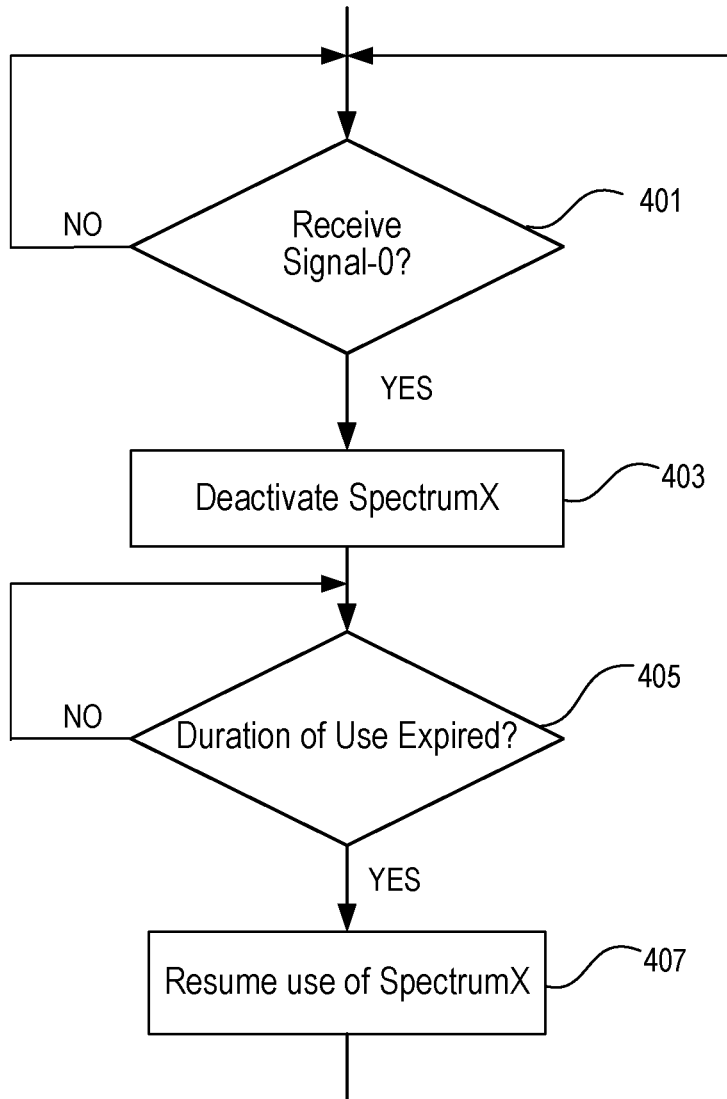 Receive
Signal-0?
401
NO
YES
Deactivate SpectrumX
403
Duration of Use Expired?
405
NO
YES
Resume use of SpectrumX
407